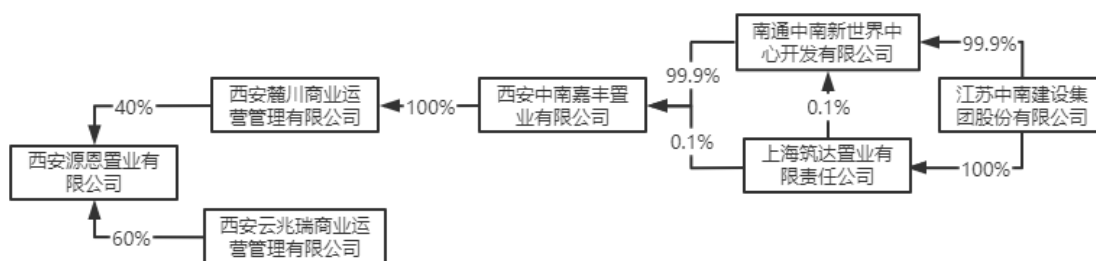 南通中南新世界中
心开发有限公司
99.9%
99.9%
西安麓川商业运
营管理有限公司
40%
100%
西安中南嘉丰置
业有限公司
0.1%
江苏中南建设集
团股份有限公司
0.1%
西安源恩置业有
限公司
上海筑达置业有
限责任公司
100%
西安云兆瑞商业运
营管理有限公司
60%